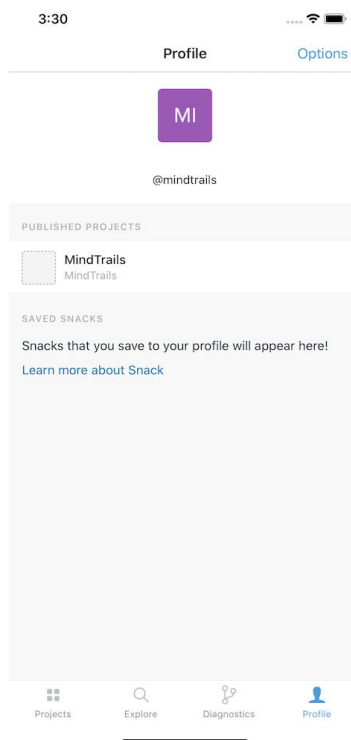 3:30
Profile
Options
MI
@mindtrails
PUBLISHED PROJECTS
MindTrails
MindTrails
SAVED SNACKS
Snacks that you save to your profile will appear here!
Learn more about Snack
Projects
Explore
Diagnostics
Profile